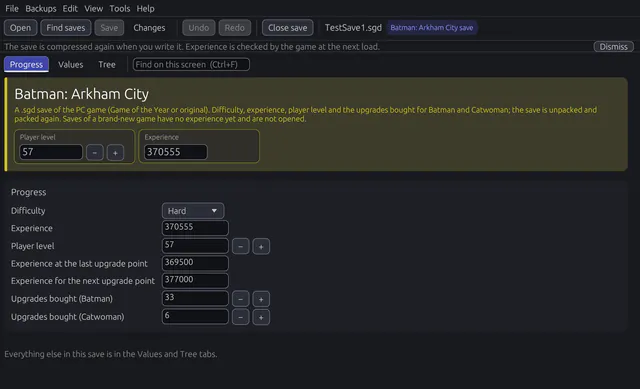 File Backups Edit View Tools Help
Open Find saves Save Changes Undo Redo Close save TestSave1.sgd Batman: Arkham City save
The save is compressed again when you write it. Experience is checked by the game at the next load. Dismiss
Progress Values Tree Find on this screen (Ctrl+F)
Batman: Arkham City
A .sgd save of the PC game (Game of the Year or original). Difficulty, experience, player level and the upgrades bought for Batman and Catwoman; the save is unpacked and
packed again. Saves of a brand-new game have no experience yet and are not opened.
Player level Experience
57 − + 370555
Progress
Difficulty Hard
Experience 370555
Player level 57 − +
Experience at the last upgrade point 369500
Experience for the next upgrade point 377000
Upgrades bought (Batman) 33 − +
Upgrades bought (Catwoman) 6 − +
Everything else in this save is in the Values and Tree tabs.